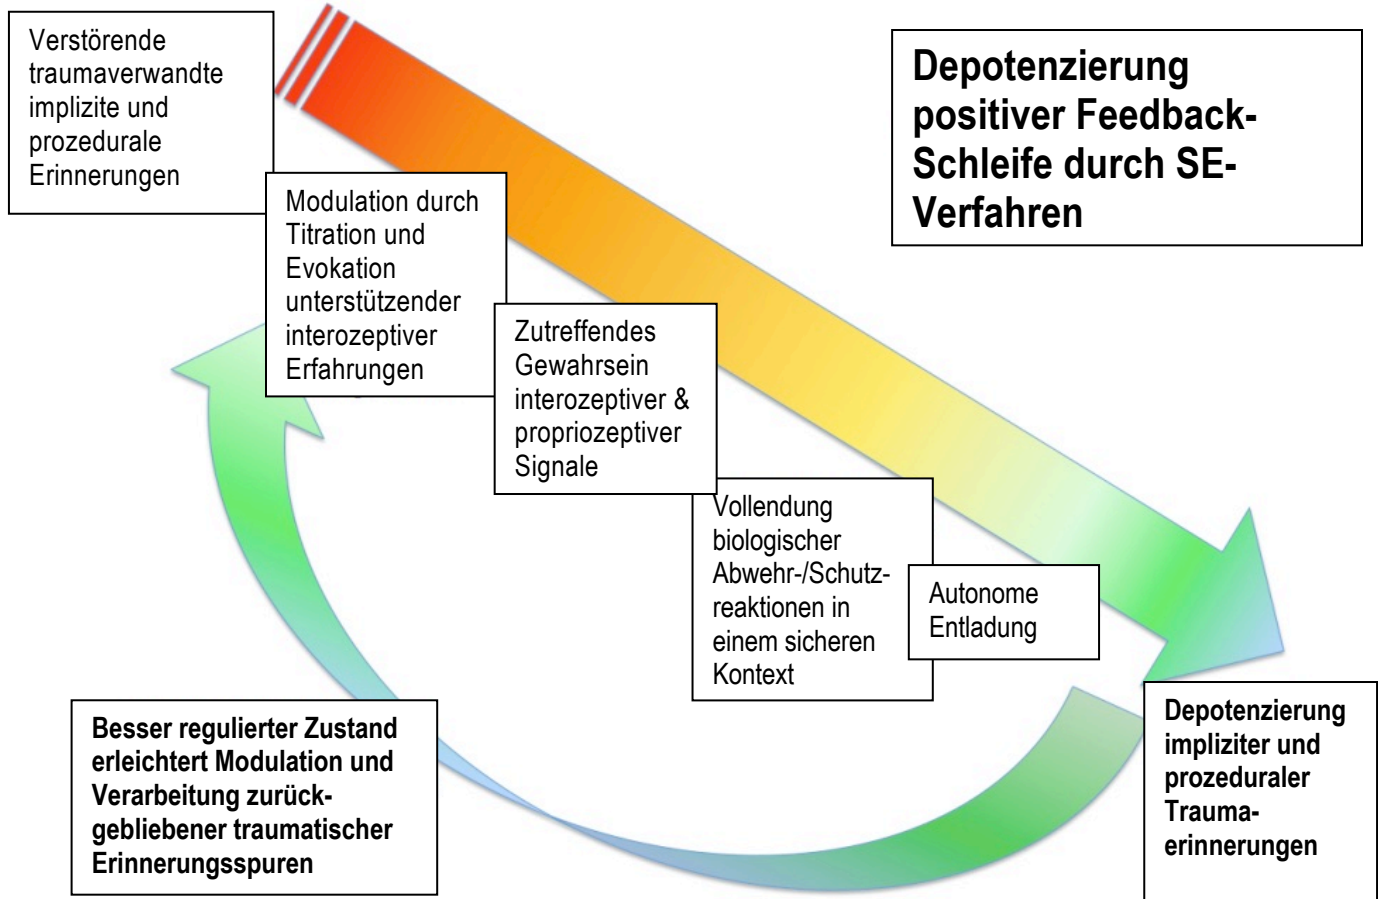 Verstörende
traumaverwandte
implizite und
prozedurale
Erinnerungen
Depotenzierung
positiver Feedback-
Schleife durch SE-
Verfahren
Modulation durch
Titration und
Evokation
unterstützender
interozeptiver
Erfahrungen
Zutreffendes
Gewahrsein
interozeptiver &
propriozeptiver
Signale
Vollendung
biologischer
Abwehr-/Schutz-
reaktionen in
einem sicheren
Kontext
Autonome
Entladung
Depotenzierung
impliziter und
prozeduraler
Trauma-
erinnerungen
Besser regulierter Zustand
erleichtert Modulation und
Verarbeitung zurück-
gebliebener traumatischer
Erinnerungsspuren